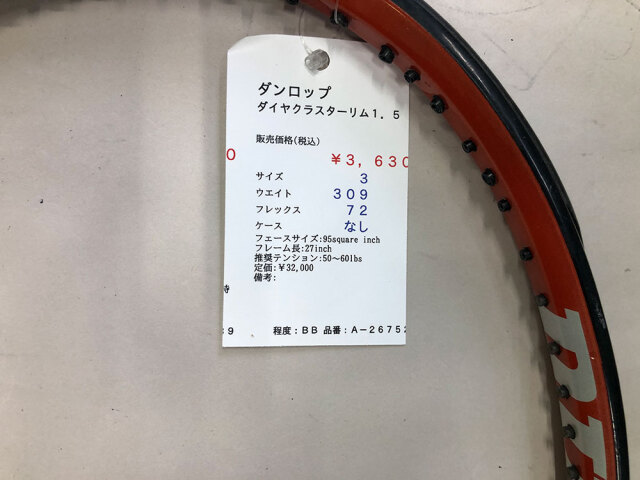 ダンロップ
ダイヤクラスターリム１．５
販売価格(税込)
０ ￥３，６３０
サイズ ３
ウエイト ３０９
フレックス ７２
ケース なし
フェースサイズ:95square inch
フレーム長:27inch
推奨テンション:50～60lbs
定価:￥32,000
備考:
９ 程度：ＢＢ 品番：Ａ－２６７５